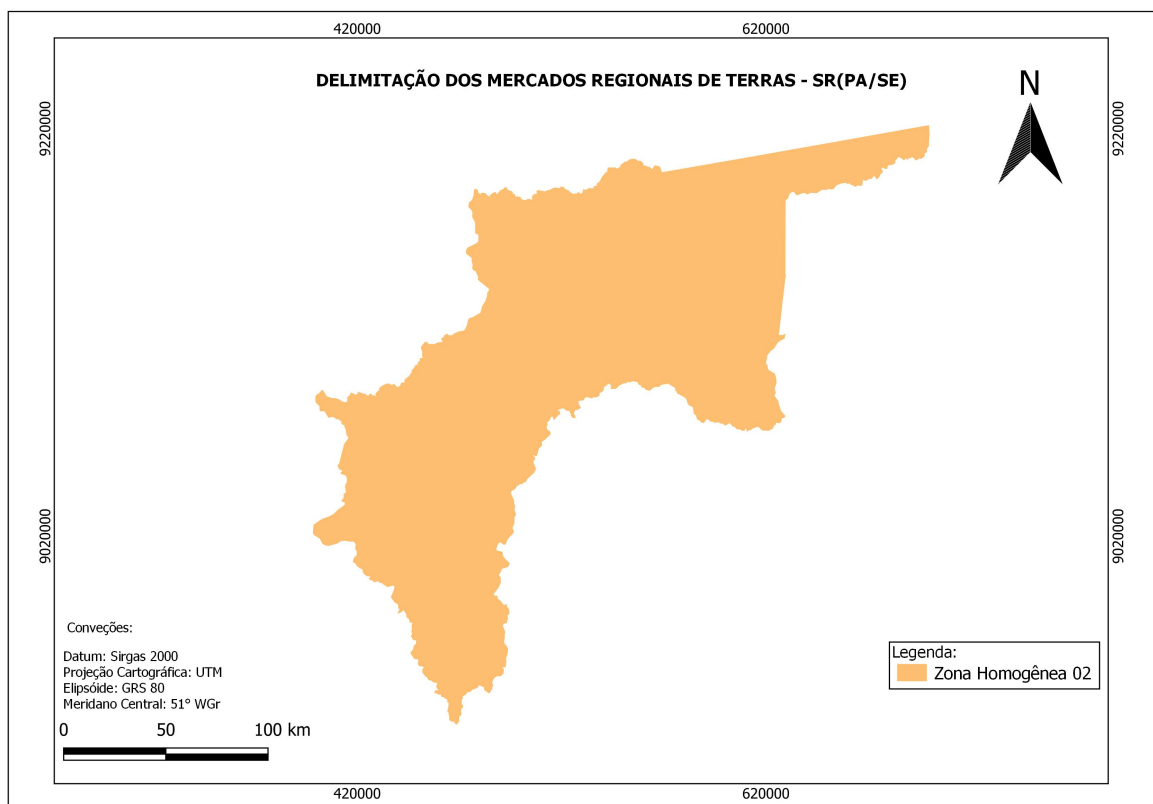 420000
620000
DELIMITAÇÃO DOS MERCADOS REGIONAIS DE TERRAS - SR(PA/SE)
N
9220000
9220000
9020000
9020000
Conveções:
Datum: Sirgas 2000
Projeção Cartográfica: UTM
Elipsóide: GRS 80
Meridano Central: 51° WGr
0 50 100 km
Legenda:
Zona Homogênea 02
420000
620000